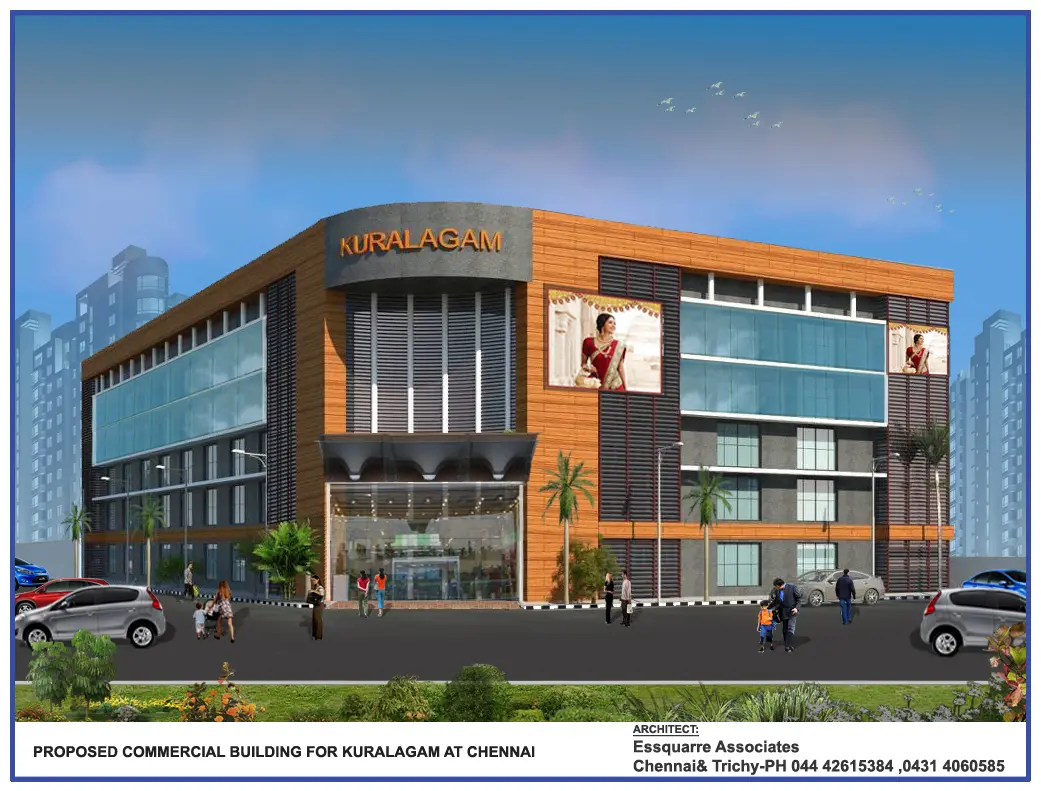 KURALAGAM
PROPOSED COMMERCIAL BUILDING FOR KURALAGAM AT CHENNAI
ARCHITECT:
Essquarre Associates
Chennai& Trichy-PH 044 42615384 ,0431 4060585